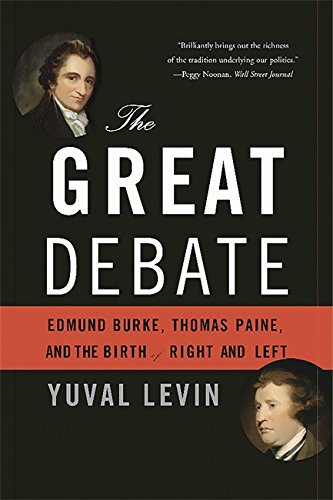 "Brilliantly brings out the richness
of the tradition underlying our politics."
—Peggy Noonan, Wall Street Journal
The
GREAT
DEBATE
EDMUND BURKE, THOMAS PAINE,
AND THE BIRTH of RIGHT AND LEFT
YUVAL LEVIN